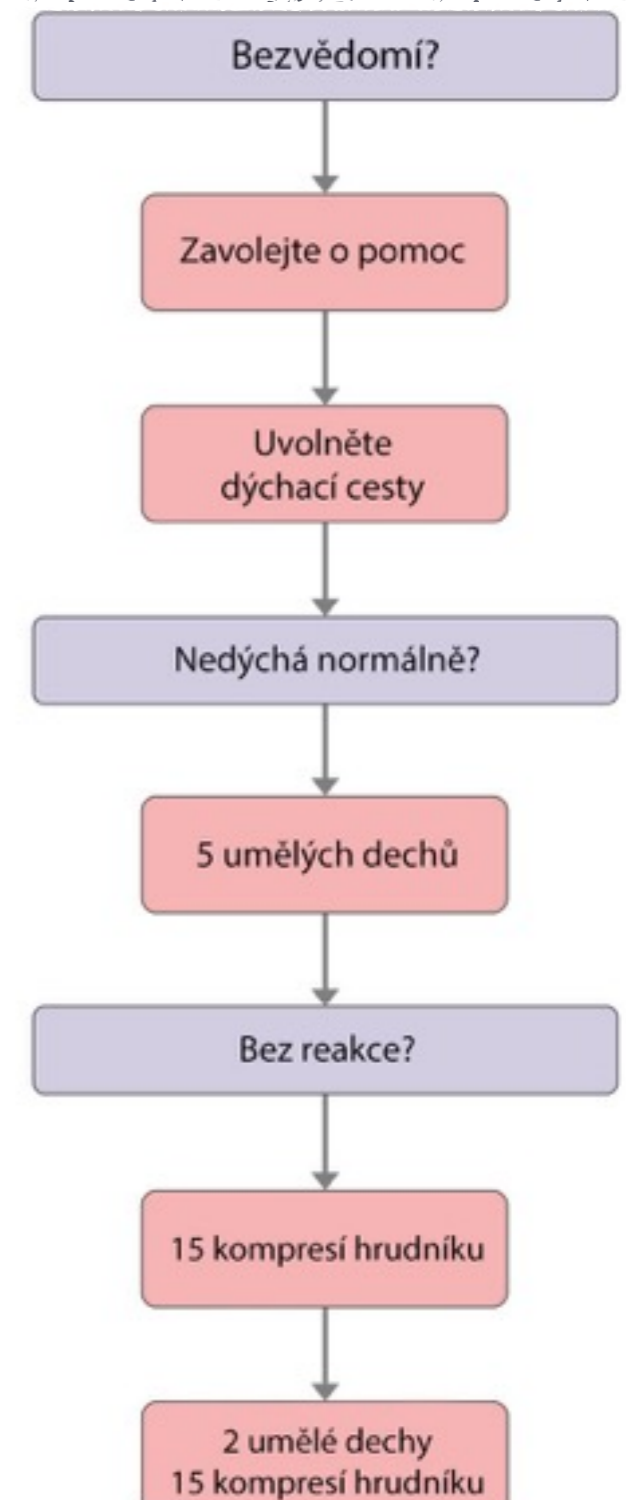 Bezvědomí?
Zavolejte o pomoc
Uvolněte
dýchací cesty
Nedýchá normálně?
5 umělých dechů
Bez reakce?
15 kompresí hrudníku
2 umělé dechy
15 kompresí hrudníku